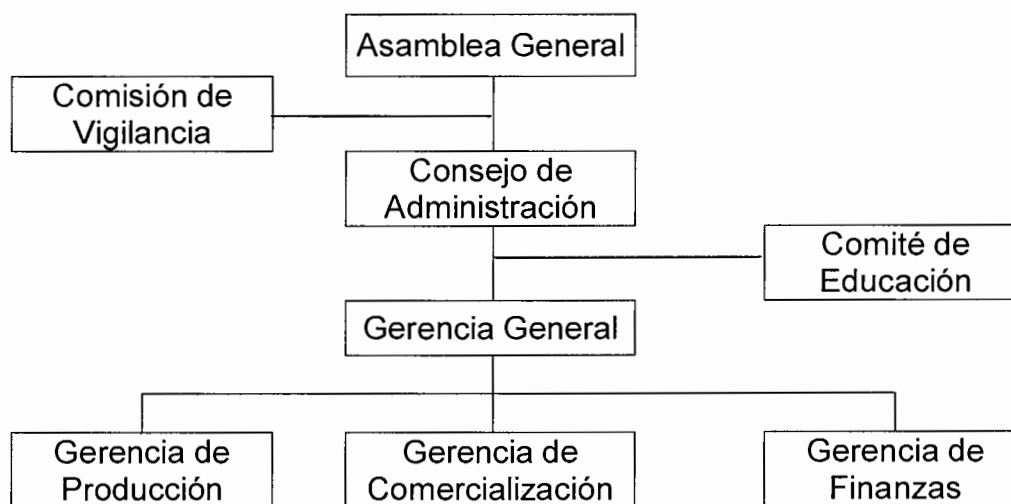 Asamblea General
Comisión de
Vigilancia
Consejo de
Administración
Comité de
Educación
Gerencia General
Gerencia de
Producción
Gerencia de
Comercialización
Gerencia de
Finanzas